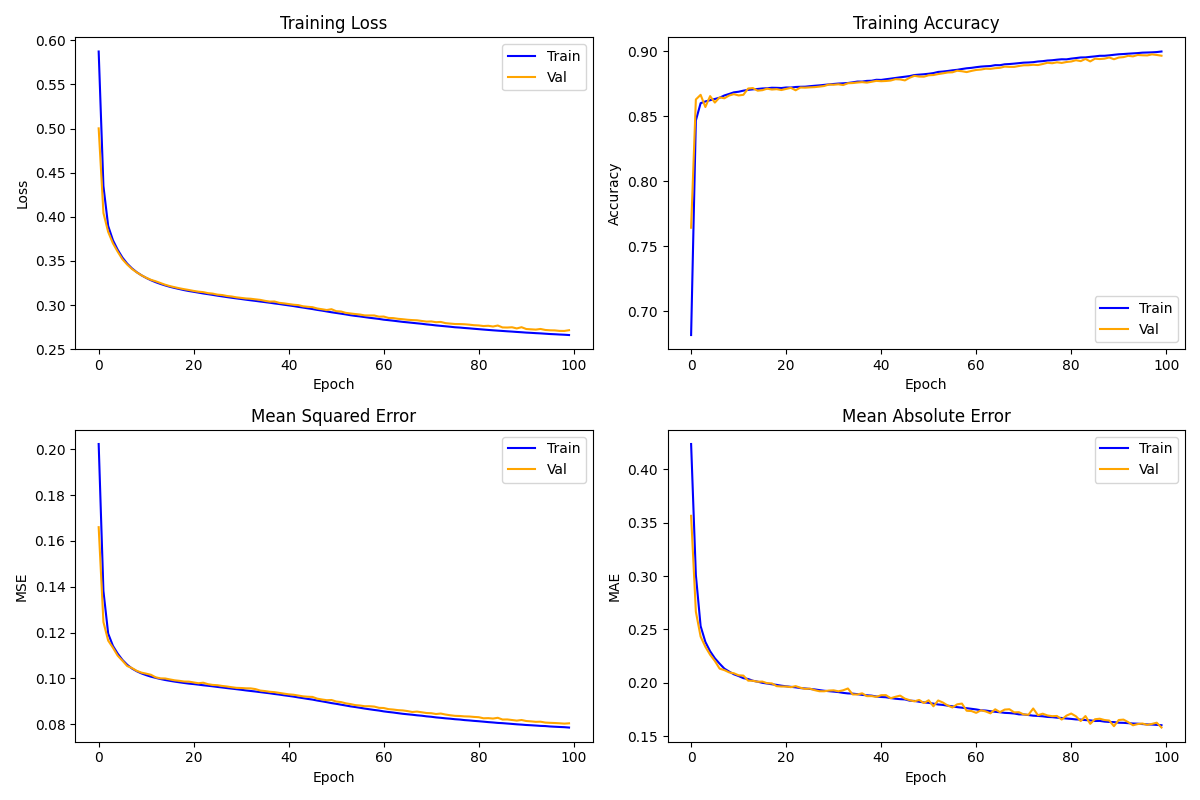 Training Loss
0.60
0.55
0.50
0.45
0.40
0.35
0.30
0.25
Loss
0 20 40 60 80 100
Epoch
Train
Val
Training Accuracy
0.90
0.85
0.80
0.75
0.70
Accuracy
0 20 40 60 80 100
Epoch
Train
Val
Mean Squared Error
0.20
0.18
0.16
0.14
0.12
0.10
0.08
MSE
0 20 40 60 80 100
Epoch
Train
Val
Mean Absolute Error
0.40
0.35
0.30
0.25
0.20
0.15
MAE
0 20 40 60 80 100
Epoch
Train
Val